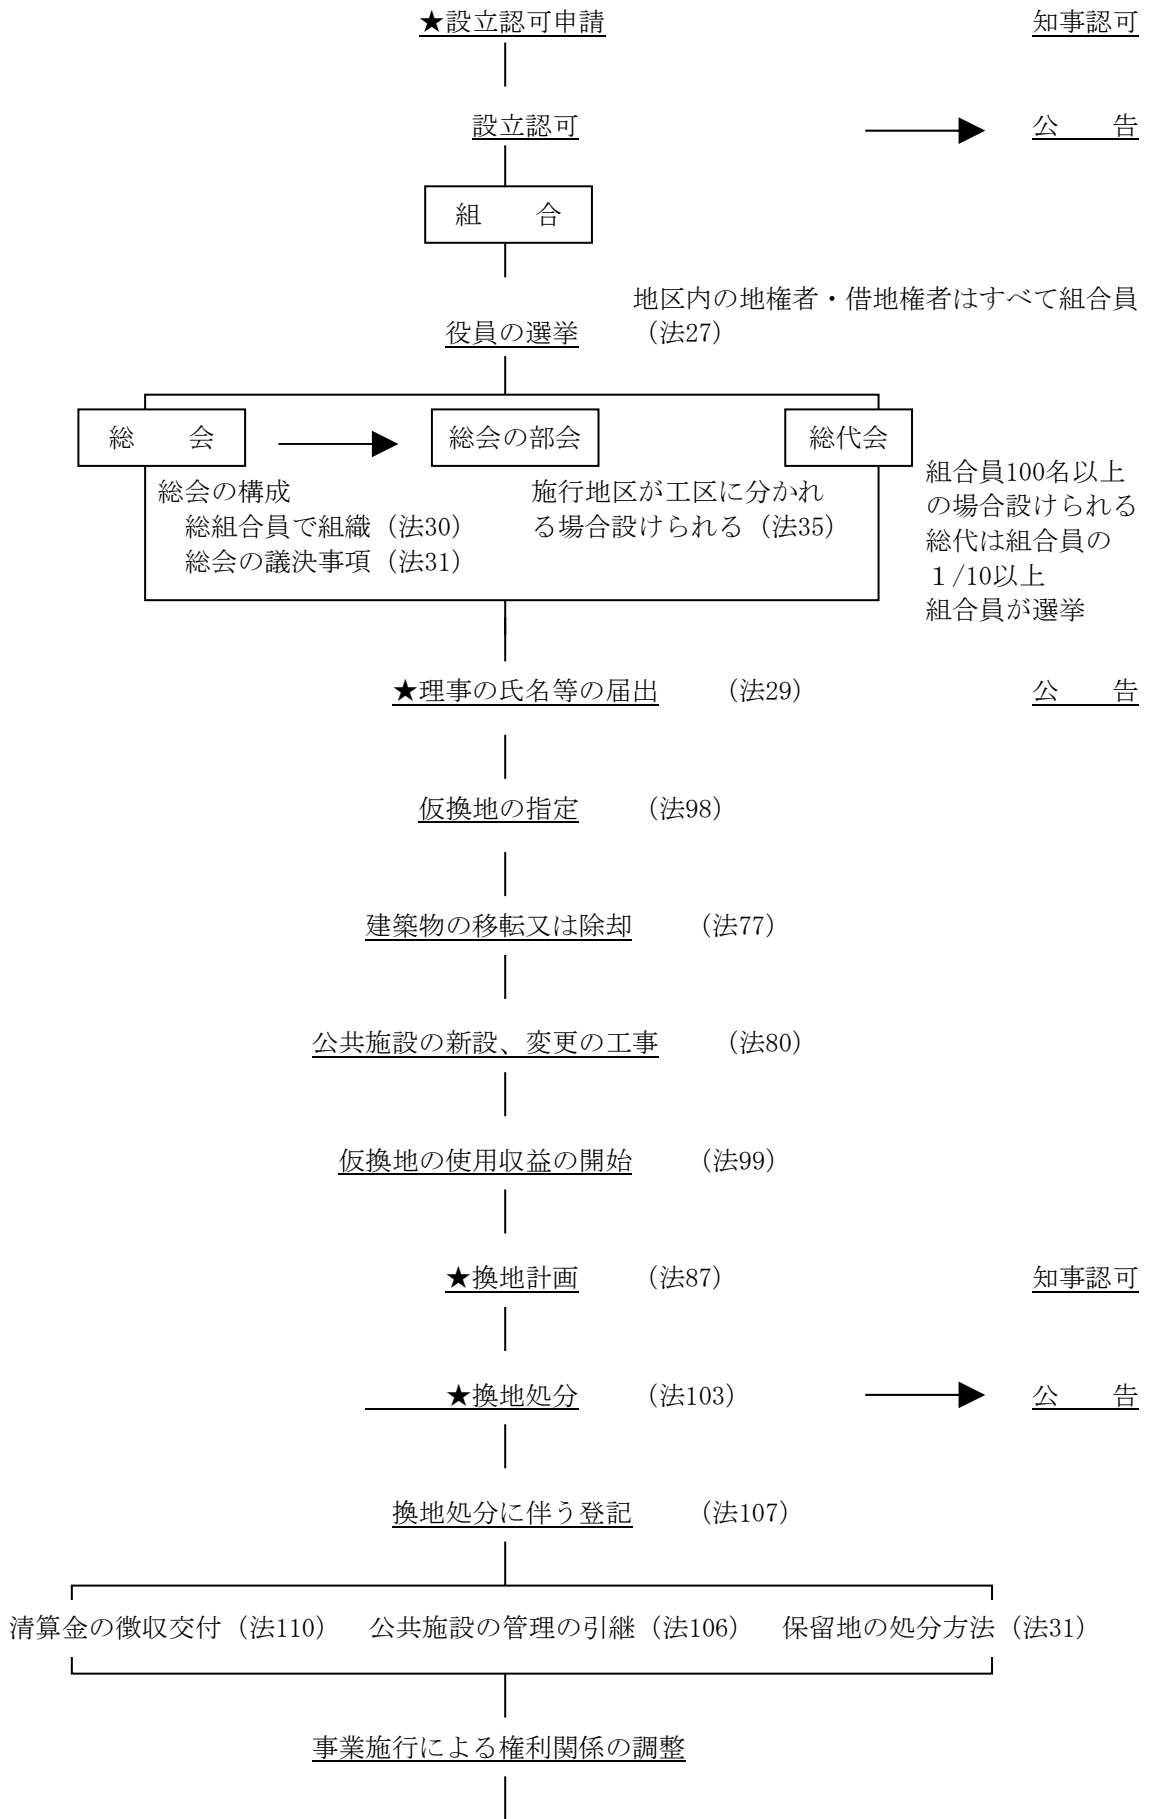 ★設立認可申請
知事認可
設立認可
公　　告
組　　合
地区内の地権者・借地権者はすべて組合員
役員の選挙
（法27）
総　　会
総会の部会
総代会
総会の構成
総組合員で組織（法30）
総会の議決事項（法31）
施行地区が工区に分かれ
る場合設けられる（法35）
組合員100名以上
の場合設けられる
総代は組合員の
１/10以上
組合員が選挙
★理事の氏名等の届出　　（法29）
公　　告
仮換地の指定　　（法98）
建築物の移転又は除却　　（法77）
公共施設の新設、変更の工事　　（法80）
仮換地の使用収益の開始　　（法99）
★換地計画　　（法87）
知事認可
★換地処分　　（法103）
公　　告
換地処分に伴う登記　　（法107）
清算金の徴収交付（法110）　公共施設の管理の引継（法106）　保留地の処分方法（法31）
事業施行による権利関係の調整